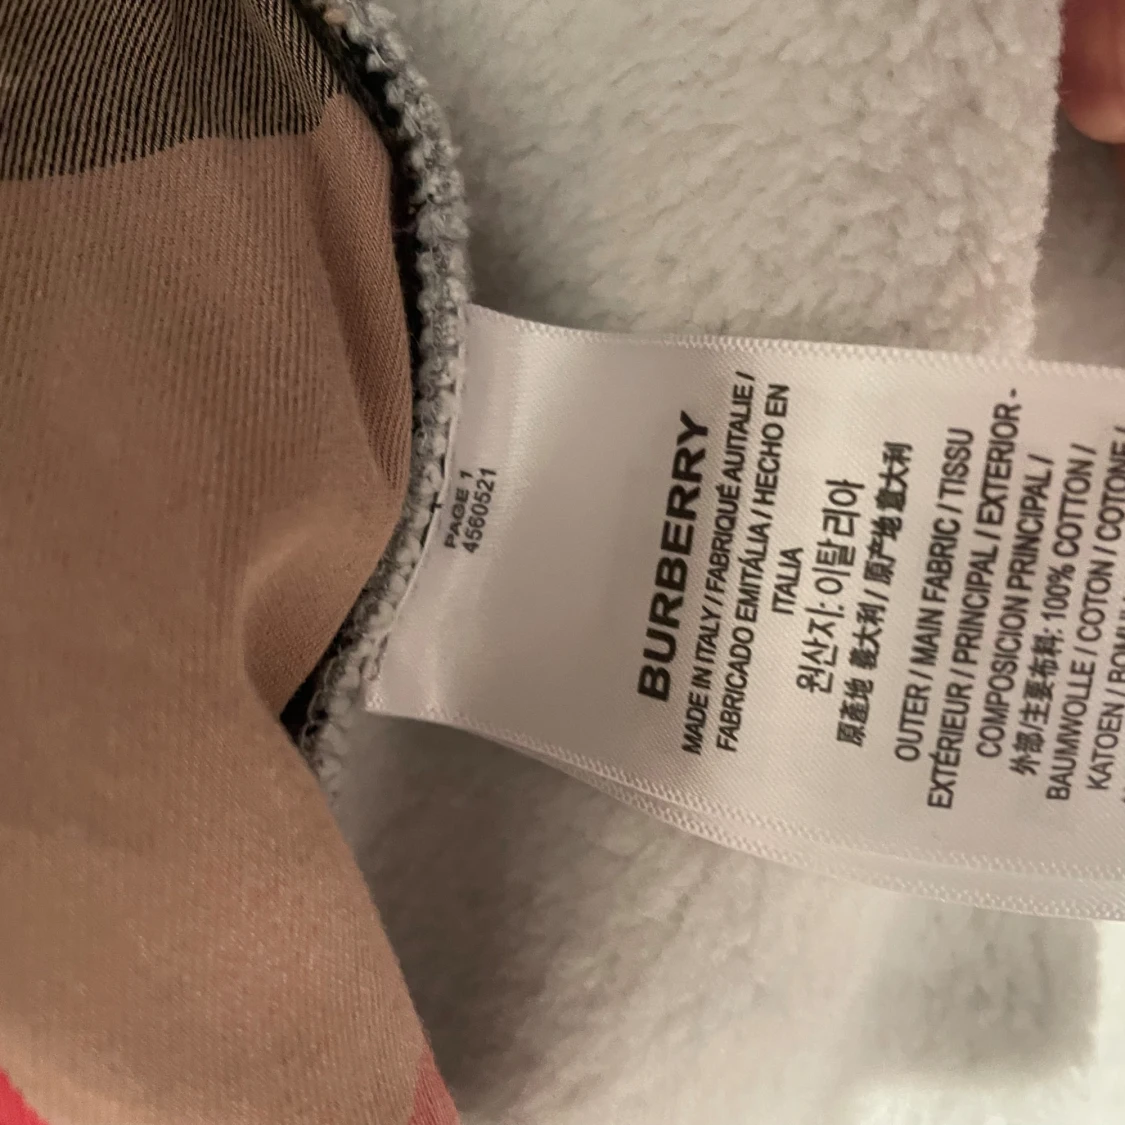 PAGE 1
4560521
BURBERRY
MADE IN ITALY / FABRIQUÉ AUITALIE /
FABRICADO EMITÁLIA / HECHO EN
ITALIA
원산지: 이탈리아
原產地 義大利 / 原产地 意大利
OUTER / MAIN FABRIC / TISSU
EXTÉRIEUR / PRINCIPAL / EXTERIOR -
COMPOSICION PRINCIPAL /
外部/主要布料: 100% COTTON /
BAUMWOLLE / COTON / COTONE /
KATOEN /